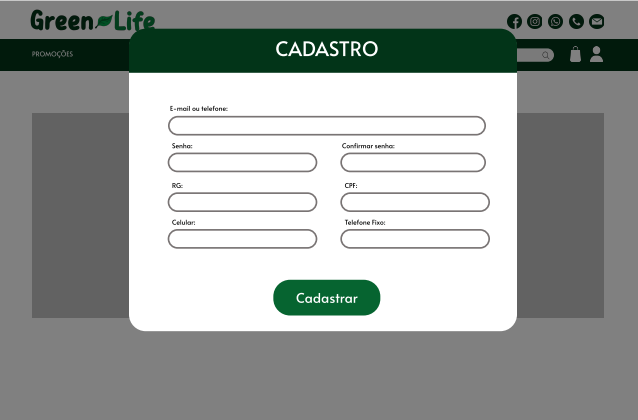 Green Life
CADASTRO
PROMOÇÕES
E-mail ou telefone:
Senha:
Confirmar senha:
RG:
CPF:
Celular:
Telefone Fixo:
Cadastrar